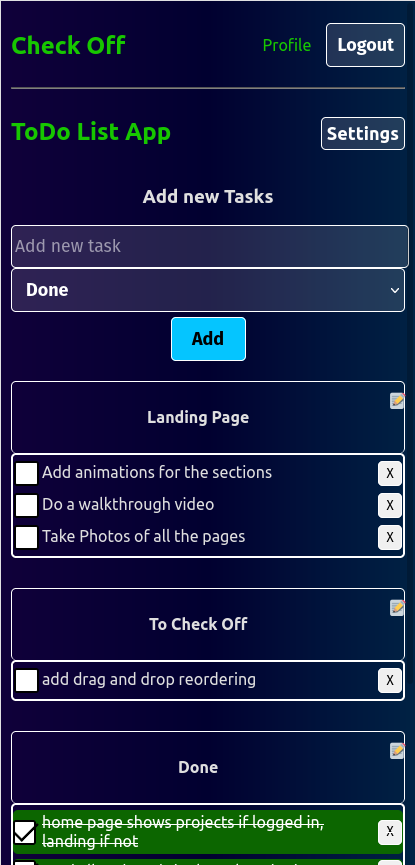 Check Off
Profile
Logout
ToDo List App
Settings
Add new Tasks
Add new task
Done
Add
Landing Page
Add animations for the sections
X
Do a walkthrough video
X
Take Photos of all the pages
X
To Check Off
add drag and drop reordering
X
Done
home page shows projects if logged in,
landing if not
X